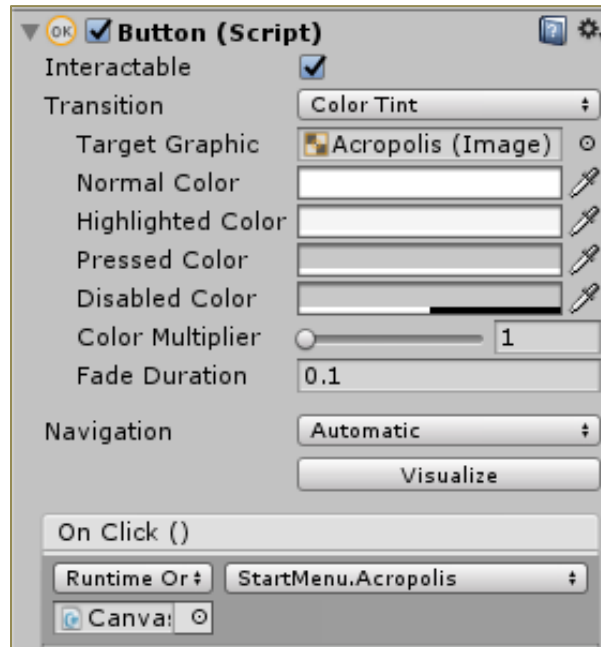 OK Button (Script)
Interactable
Transition Color Tint
Target Graphic Acropolis (Image)
Normal Color
Highlighted Color
Pressed Color
Disabled Color
Color Multiplier 1
Fade Duration 0.1
Navigation Automatic
Visualize
On Click ()
Runtime Or StartMenu.Acropolis
Canva